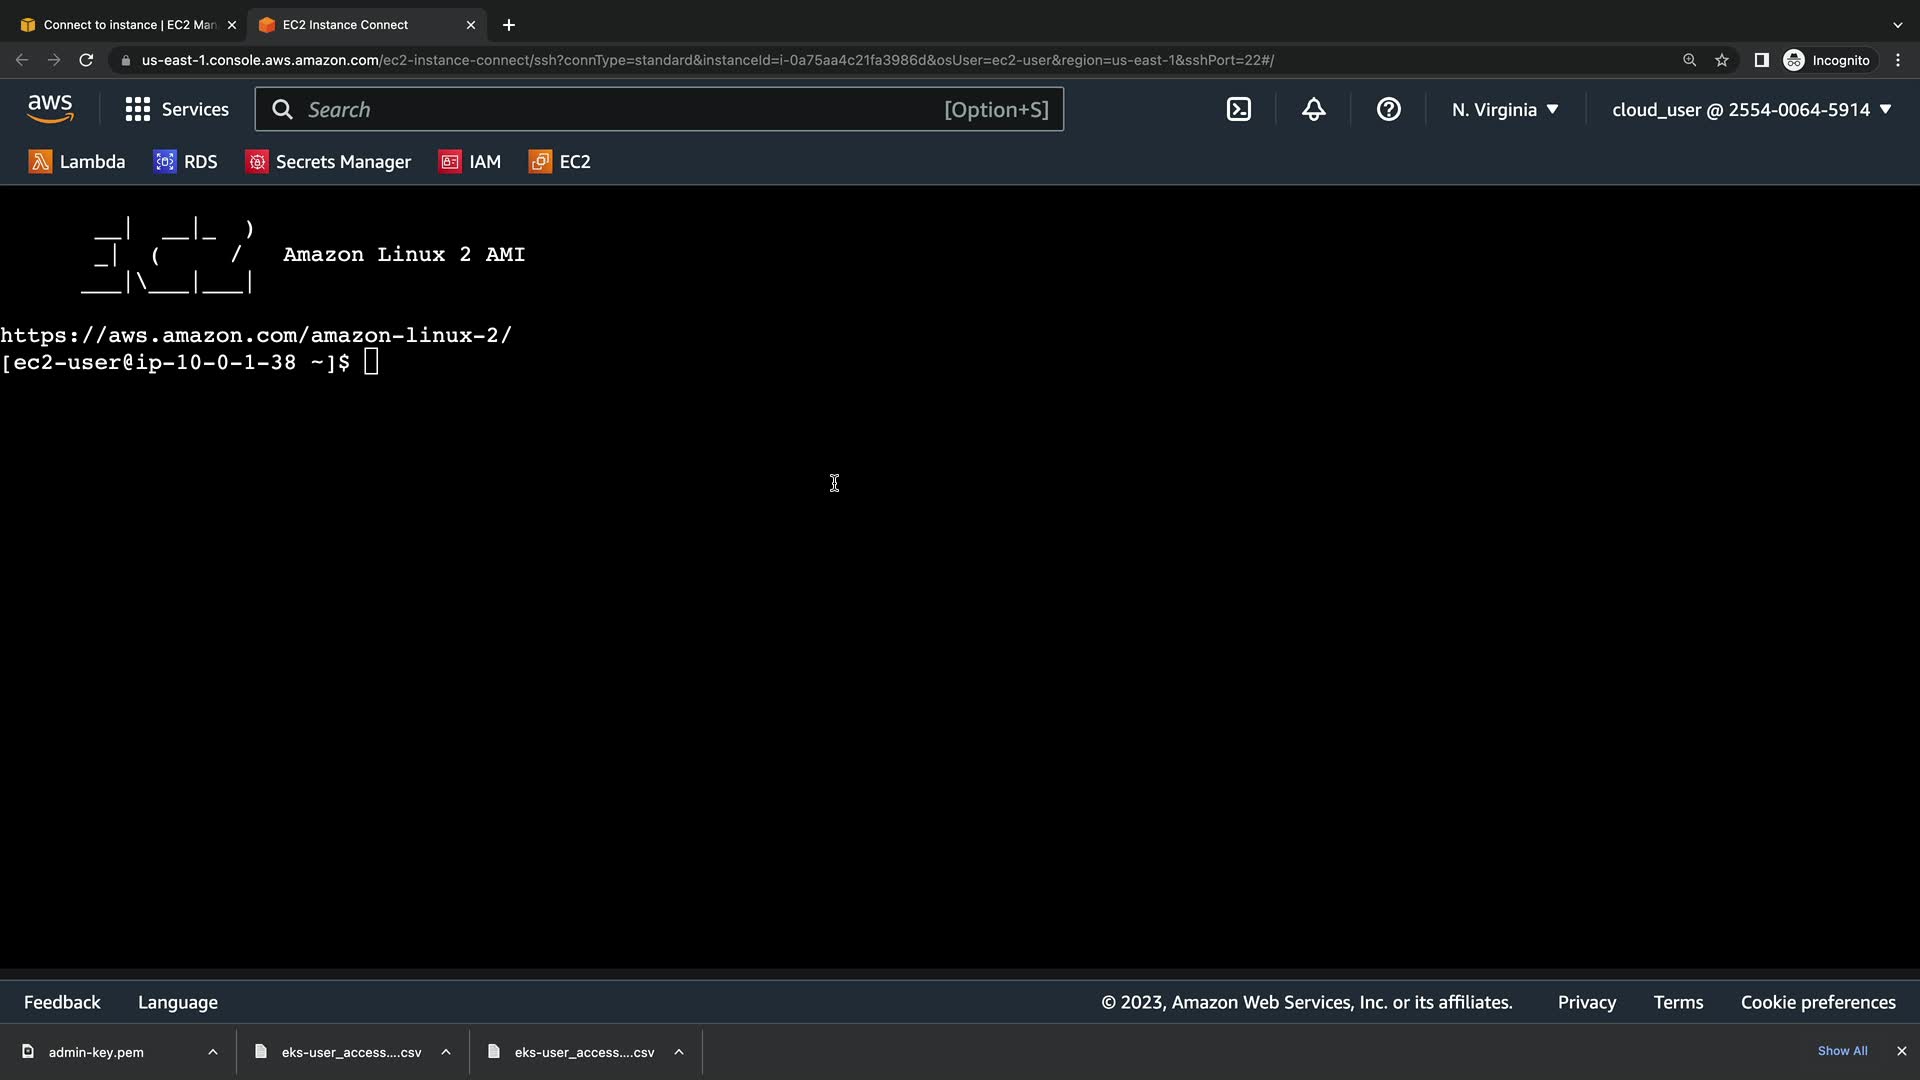 Connect to instance | EC2 Man
EC2 Instance Connect
us-east-1.console.aws.amazon.com/ec2-instance-connect/ssh?connType=standard&instanceId=i-0a75aa4c21fa3986d&osUser=ec2-user&region=us-east-1&sshPort=22#/
Incognito
aws
Services
Search
[Option+S]
N. Virginia
cloud_user @ 2554-0064-5914
Lambda
RDS
Secrets Manager
IAM
EC2
       __|  __|_  )
       _|  (     /   Amazon Linux 2 AMI
      ___|\___|___|
https://aws.amazon.com/amazon-linux-2/
[ec2-user@ip-10-0-1-38 ~]$
Feedback
Language
© 2023, Amazon Web Services, Inc. or its affiliates.
Privacy
Terms
Cookie preferences
admin-key.pem
eks-user_access....csv
eks-user_access....csv
Show All